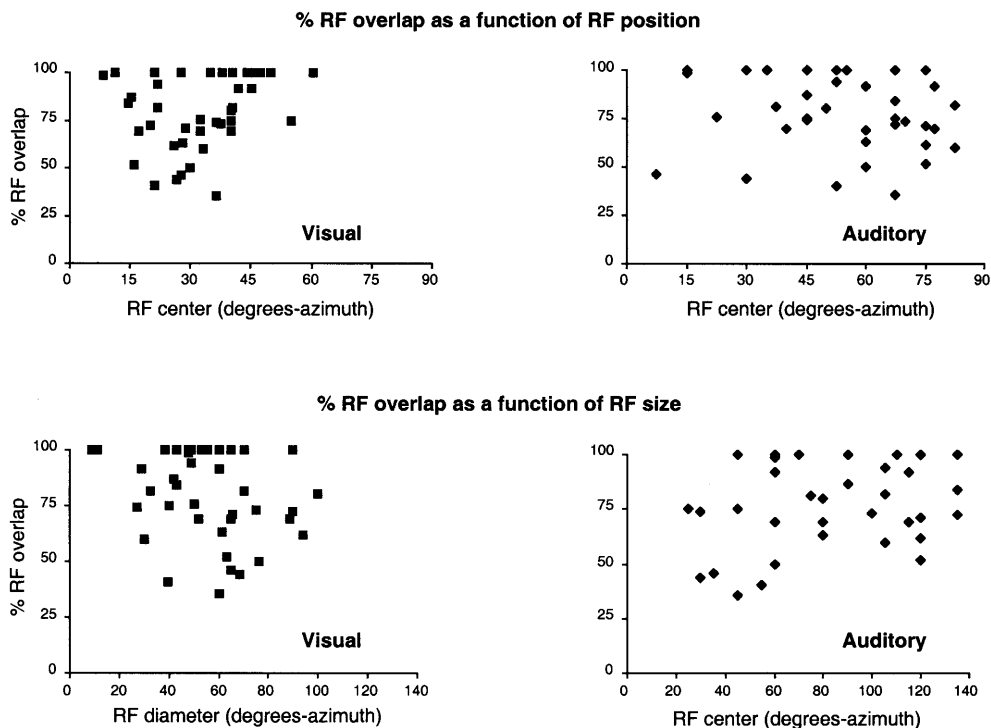 % RF overlap as a function of RF position
100
75
50
25
0
% RF overlap
Visual
0 15 30 45 60 75 90
RF center (degrees-azimuth)
100
75
50
25
0
Auditory
0 15 30 45 60 75 90
RF center (degrees-azimuth)
% RF overlap as a function of RF size
100
75
50
25
0
% RF overlap
Visual
0 20 40 60 80 100 120 140
RF diameter (degrees-azimuth)
100
75
50
25
0
Auditory
0 20 40 60 80 100 120 140
RF center (degrees-azimuth)